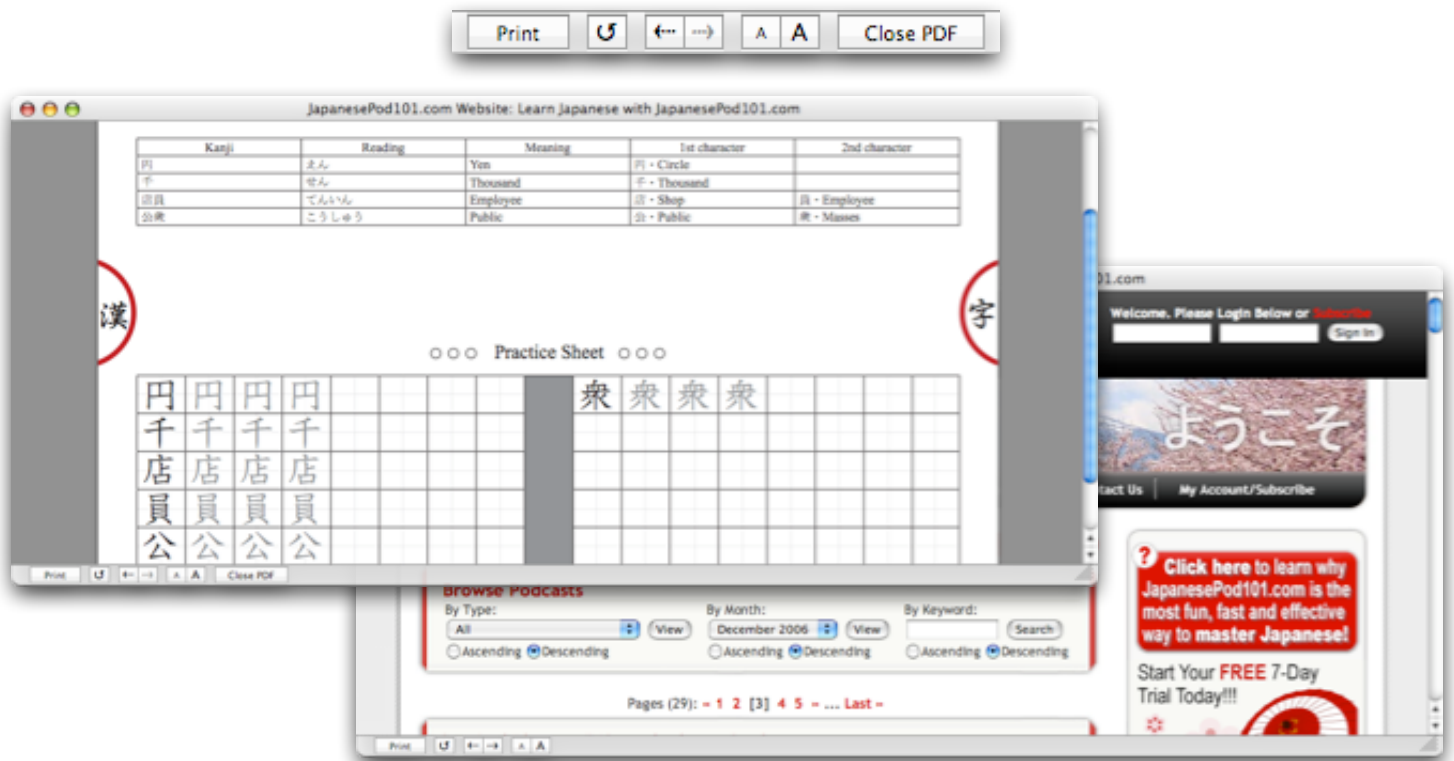 Print ↺ ← → A A Close PDF
JapanesePod101.com Website: Learn Japanese with JapanesePod101.com
Kanji Reading Meaning 1st character 2nd character
円 えん Yen 円・Circle
千 せん Thousand 千・Thousand
店員 てんいん Employee 店・Shop 員・Employee
公衆 こうしゅう Public 公・Public 衆・Masses
漢 字
○○○ Practice Sheet ○○○
円 円 円 円 衆 衆 衆 衆
千 千 千 千
店 店 店 店
員 員 員 員
公 公 公 公
Print ↺ ← → A A Close PDF
01.com
Welcome. Please Login Below or Subscribe
Sign In
ようこそ
tact Us My Account/Subscribe
? Click here to learn why
JapanesePod101.com is the
most fun, fast and effective
way to master Japanese!
Start Your FREE 7-Day
Trial Today!!!
Browse Podcasts
By Type: By Month: By Keyword:
All View December 2006 View Search
Ascending Descending Ascending Descending Ascending Descending
Pages (29): « 1 2 [3] 4 5 » ... Last »
Print ↺ ← → A A